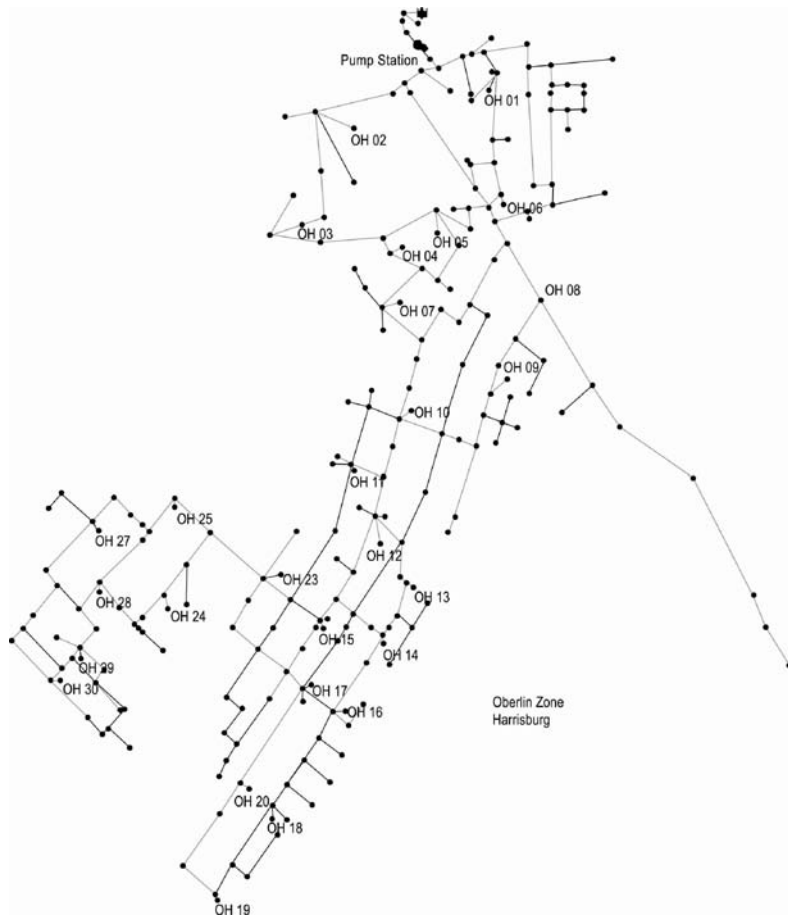 Pump Station
OH 01
OH 02
OH 06
OH 03
OH 05
OH 04
OH 08
OH 07
OH 09
OH 10
OH 11
OH 25
OH 27
OH 12
OH 23
OH 13
OH 28
OH 24
OH 15
OH 14
OH 29
OH 30
OH 17
Oberlin Zone
Harrisburg
OH 16
OH 20
OH 18
OH 19